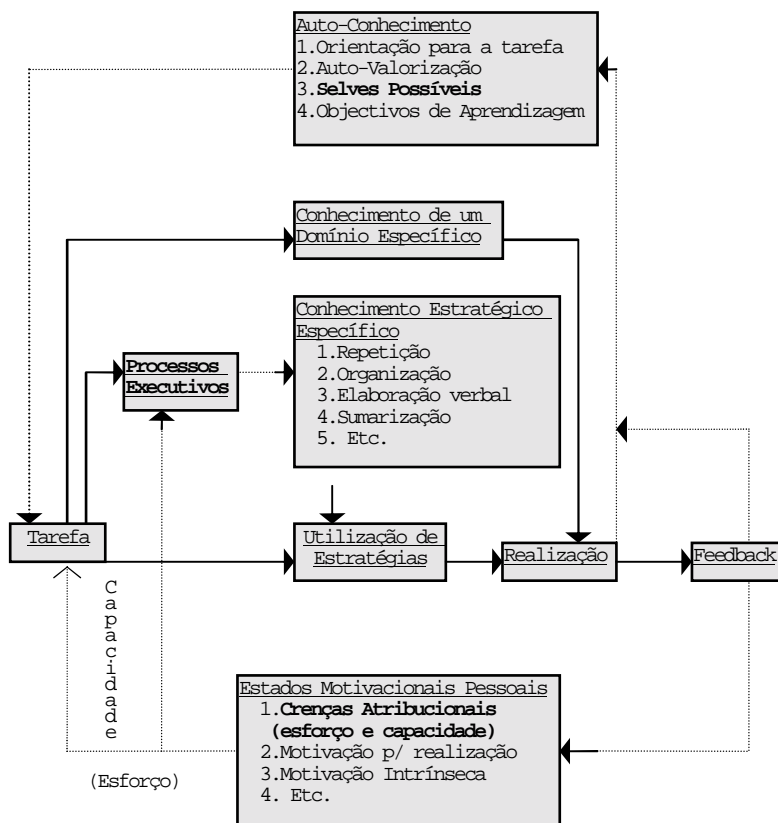 Auto-Conhecimento
1.Orientação para a tarefa
2.Auto-Valorização
3.Selves Possíveis
4.Objectivos de Aprendizagem
Conhecimento de um
Domínio Específico
Conhecimento Estratégico
Específico
1.Repetição
2.Organização
3.Elaboração verbal
4.Sumarização
5. Etc.
Processos
Executivos
Tarefa
Utilização de
Estratégias
Realização
Feedback
Capacidade
(Esforço)
Estados Motivacionais Pessoais
1.Crenças Atribucionais
(esforço e capacidade)
2.Motivação p/ realização
3.Motivação Intrínseca
4. Etc.